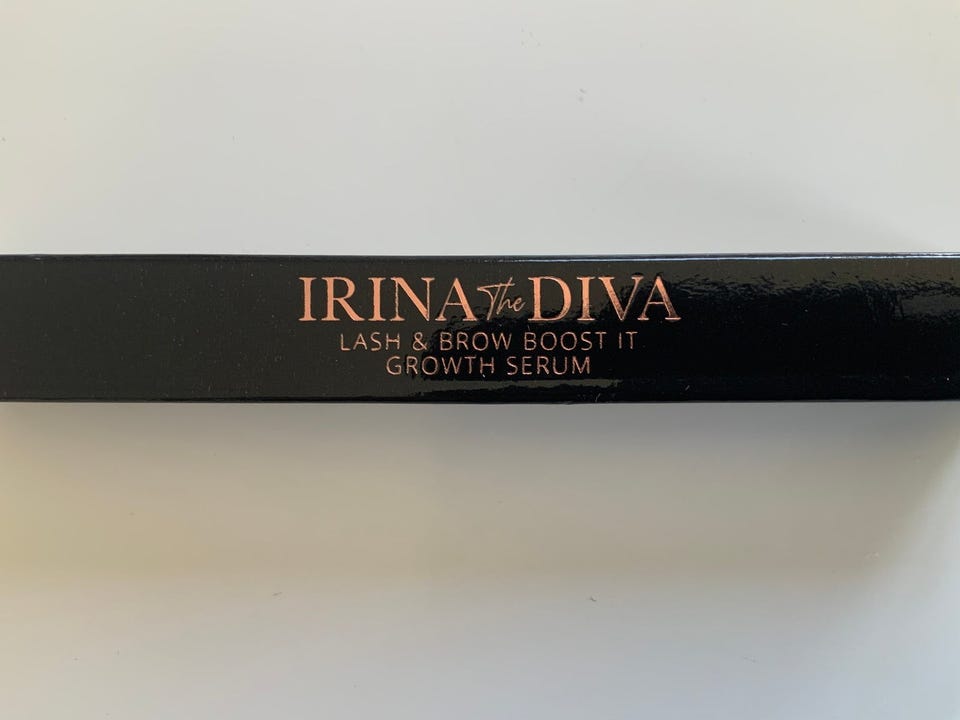 IRINA The DIVA
LASH & BROW BOOST IT
GROWTH SERUM